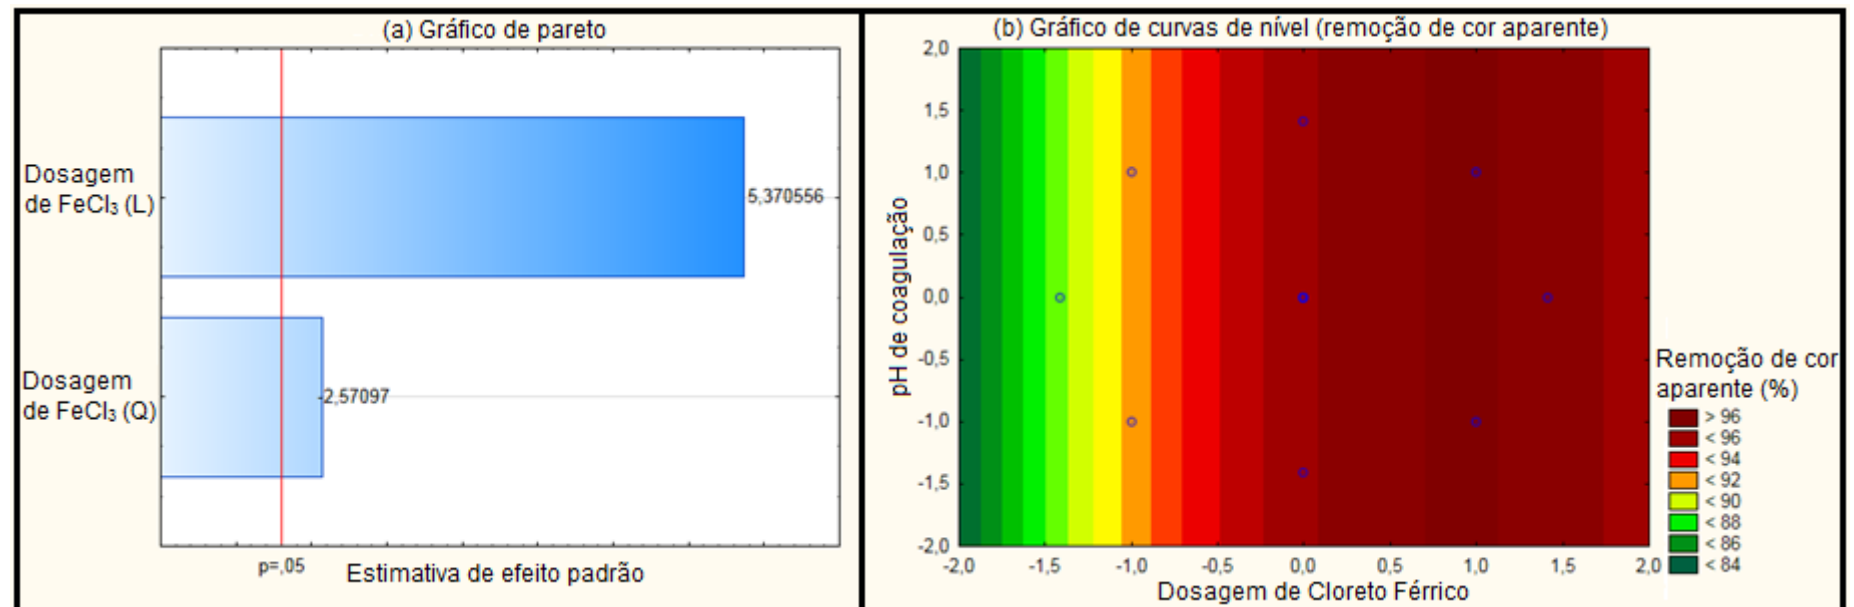 (a) Gráfico de pareto
Dosagem
de FeCl₃ (L)
5,370556
Dosagem
de FeCl₃ (Q)
-2,57097
p=,05
Estimativa de efeito padrão
(b) Gráfico de curvas de nível (remoção de cor aparente)
pH de coagulação
2,0
1,5
1,0
0,5
0,0
-0,5
-1,0
-1,5
-2,0
-2,0 -1,5 -1,0 -0,5 0,0 0,5 1,0 1,5 2,0
Dosagem de Cloreto Férrico
Remoção de cor
aparente (%)
> 96
< 96
< 94
< 92
< 90
< 88
< 86
< 84